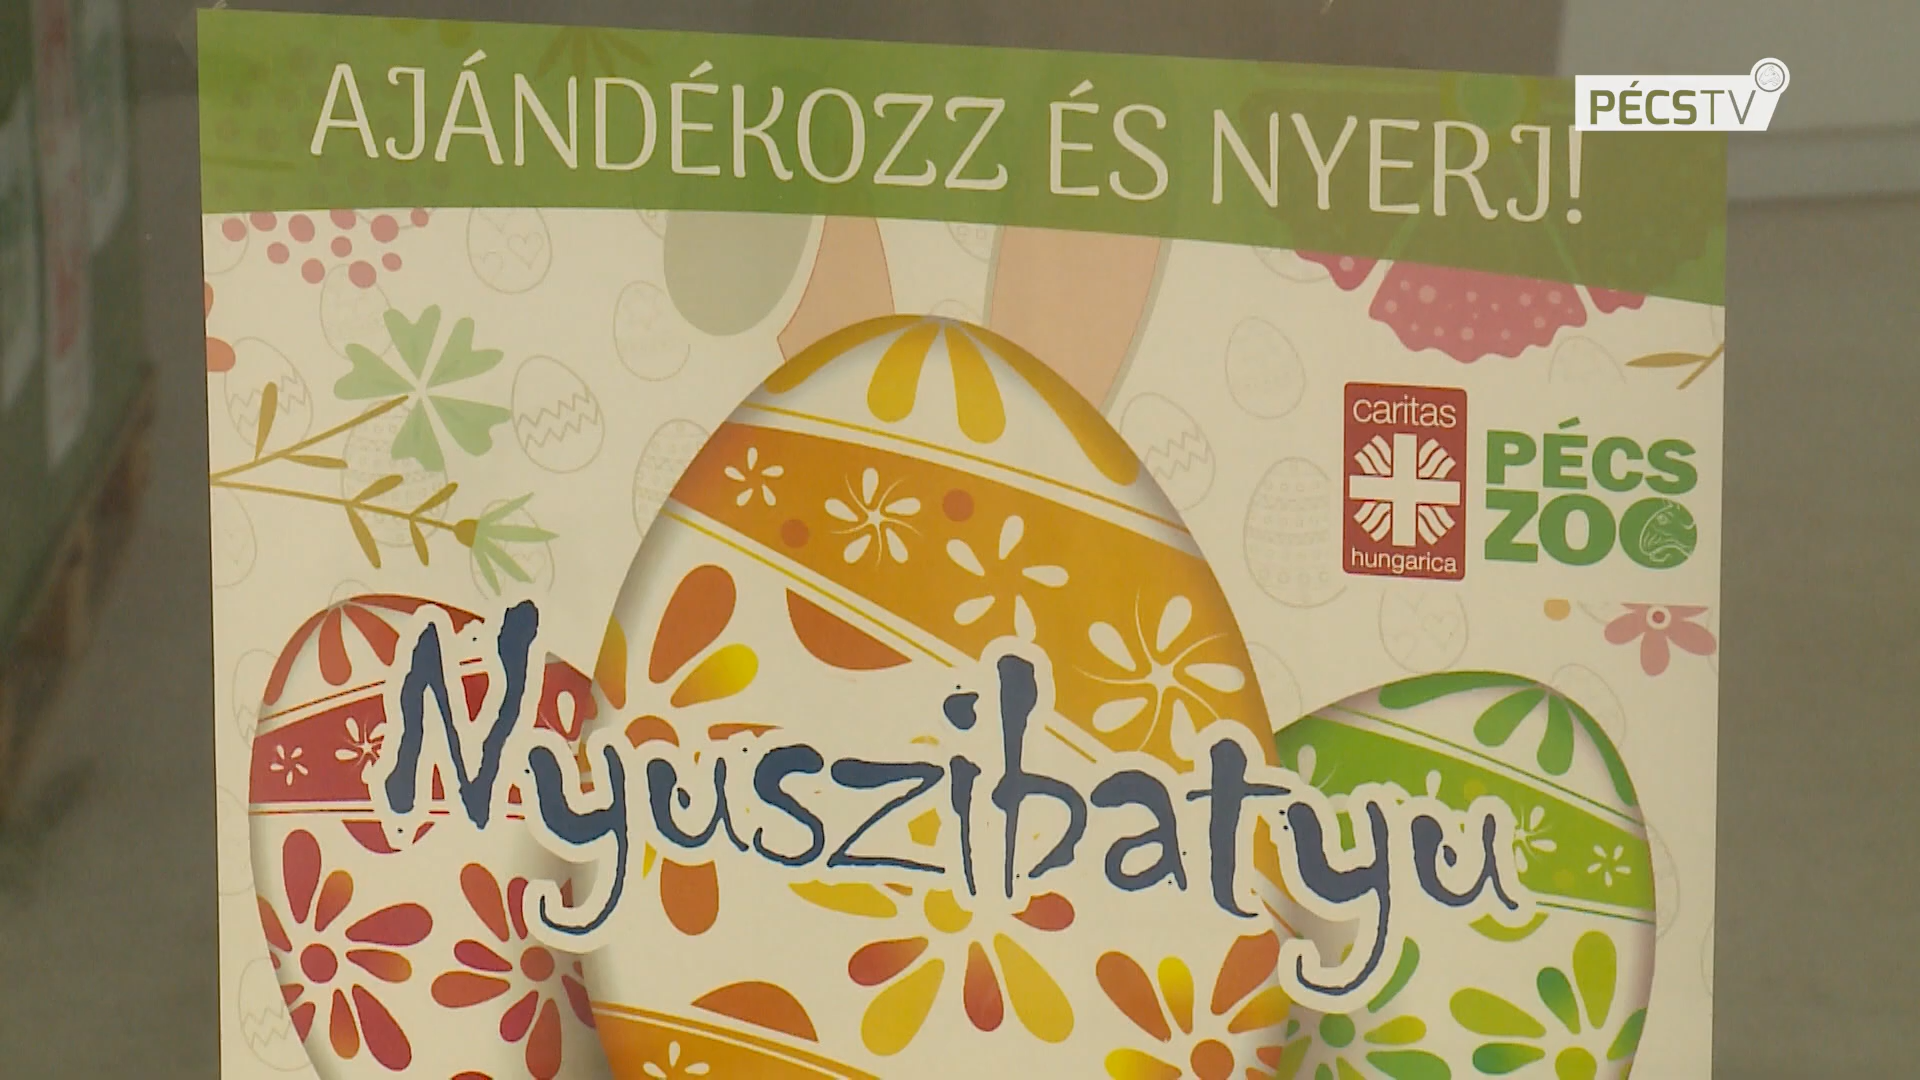 AJÁNDÉKOZZ ÉS NYERJ!
PÉCSTV
caritas
hungarica
PÉCS
ZOO
Nyuszibatyu